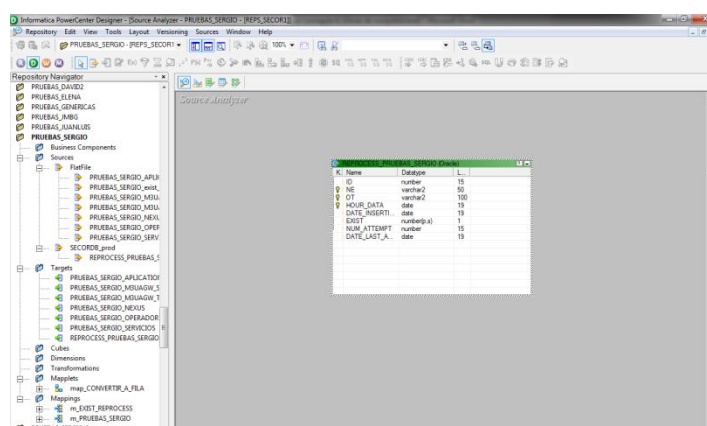 Informatica PowerCenter Designer - [Source Analyzer - PRUEBAS_SERGIO - [REPS_SECOR1]]
Repository Edit View Tools Layout Versioning Sources Window Help
PRUEBAS_SERGIO - [REPS_SECOR1
100%
Repository Navigator
PRUEBAS_DAVID2
PRUEBAS_ELENA
PRUEBAS_GENERICAS
PRUEBAS_JMBG
PRUEBAS_JUANLUIS
PRUEBAS_SERGIO
Business Components
Sources
FlatFile
PRUEBAS_SERGIO_APLI
PRUEBAS_SERGIO_exist_
PRUEBAS_SERGIO_M3U
PRUEBAS_SERGIO_M3U
PRUEBAS_SERGIO_NEXU
PRUEBAS_SERGIO_OPER
PRUEBAS_SERGIO_SERV
SECORDB_prod
REPROCESS_PRUEBAS_S
Targets
PRUEBAS_SERGIO_APLICATIO
PRUEBAS_SERGIO_M3UAGW_S
PRUEBAS_SERGIO_M3UAGW_T
PRUEBAS_SERGIO_NEXUS
PRUEBAS_SERGIO_OPERADOR
PRUEBAS_SERGIO_SERVICIOS
REPROCESS_PRUEBAS_SERGIO
Cubes
Dimensions
Transformations
Mapplets
map_CONVERTIR_A_FILA
Mappings
m_EXIST_REPROCESS
m_PRUEBAS_SERGIO
Source Analyzer
REPROCESS_PRUEBAS_SERGIO (Oracle)
K Name Datatype L...
ID number 15
NE varchar2 50
OT varchar2 100
HOUR_DATA date 19
DATE_INSERTI... date 19
EXIST number(p,s) 1
NUM_ATTEMPT number 15
DATE_LAST_A... date 19